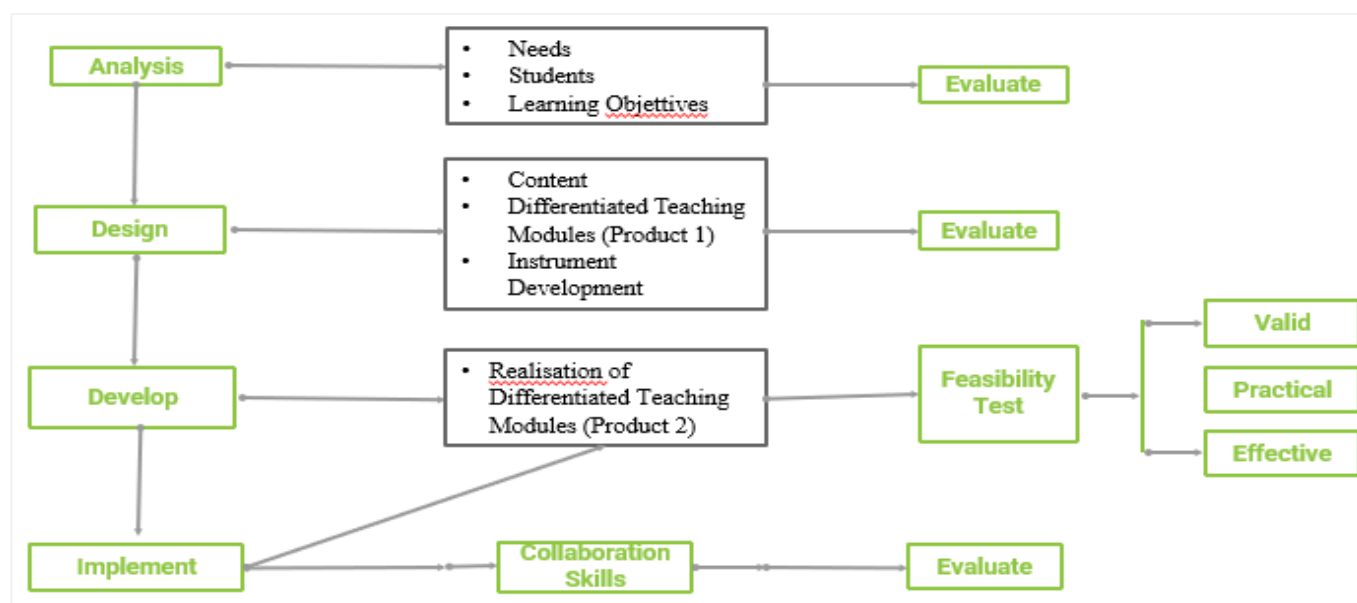 Analysis
• Needs
• Students
• Learning Objettives
Evaluate
Design
• Content
• Differentiated Teaching
Modules (Product 1)
• Instrument
Development
Evaluate
Develop
• Realisation of
Differentiated Teaching
Modules (Product 2)
Feasibility
Test
Valid
Practical
Effective
Implement
Collaboration
Skills
Evaluate